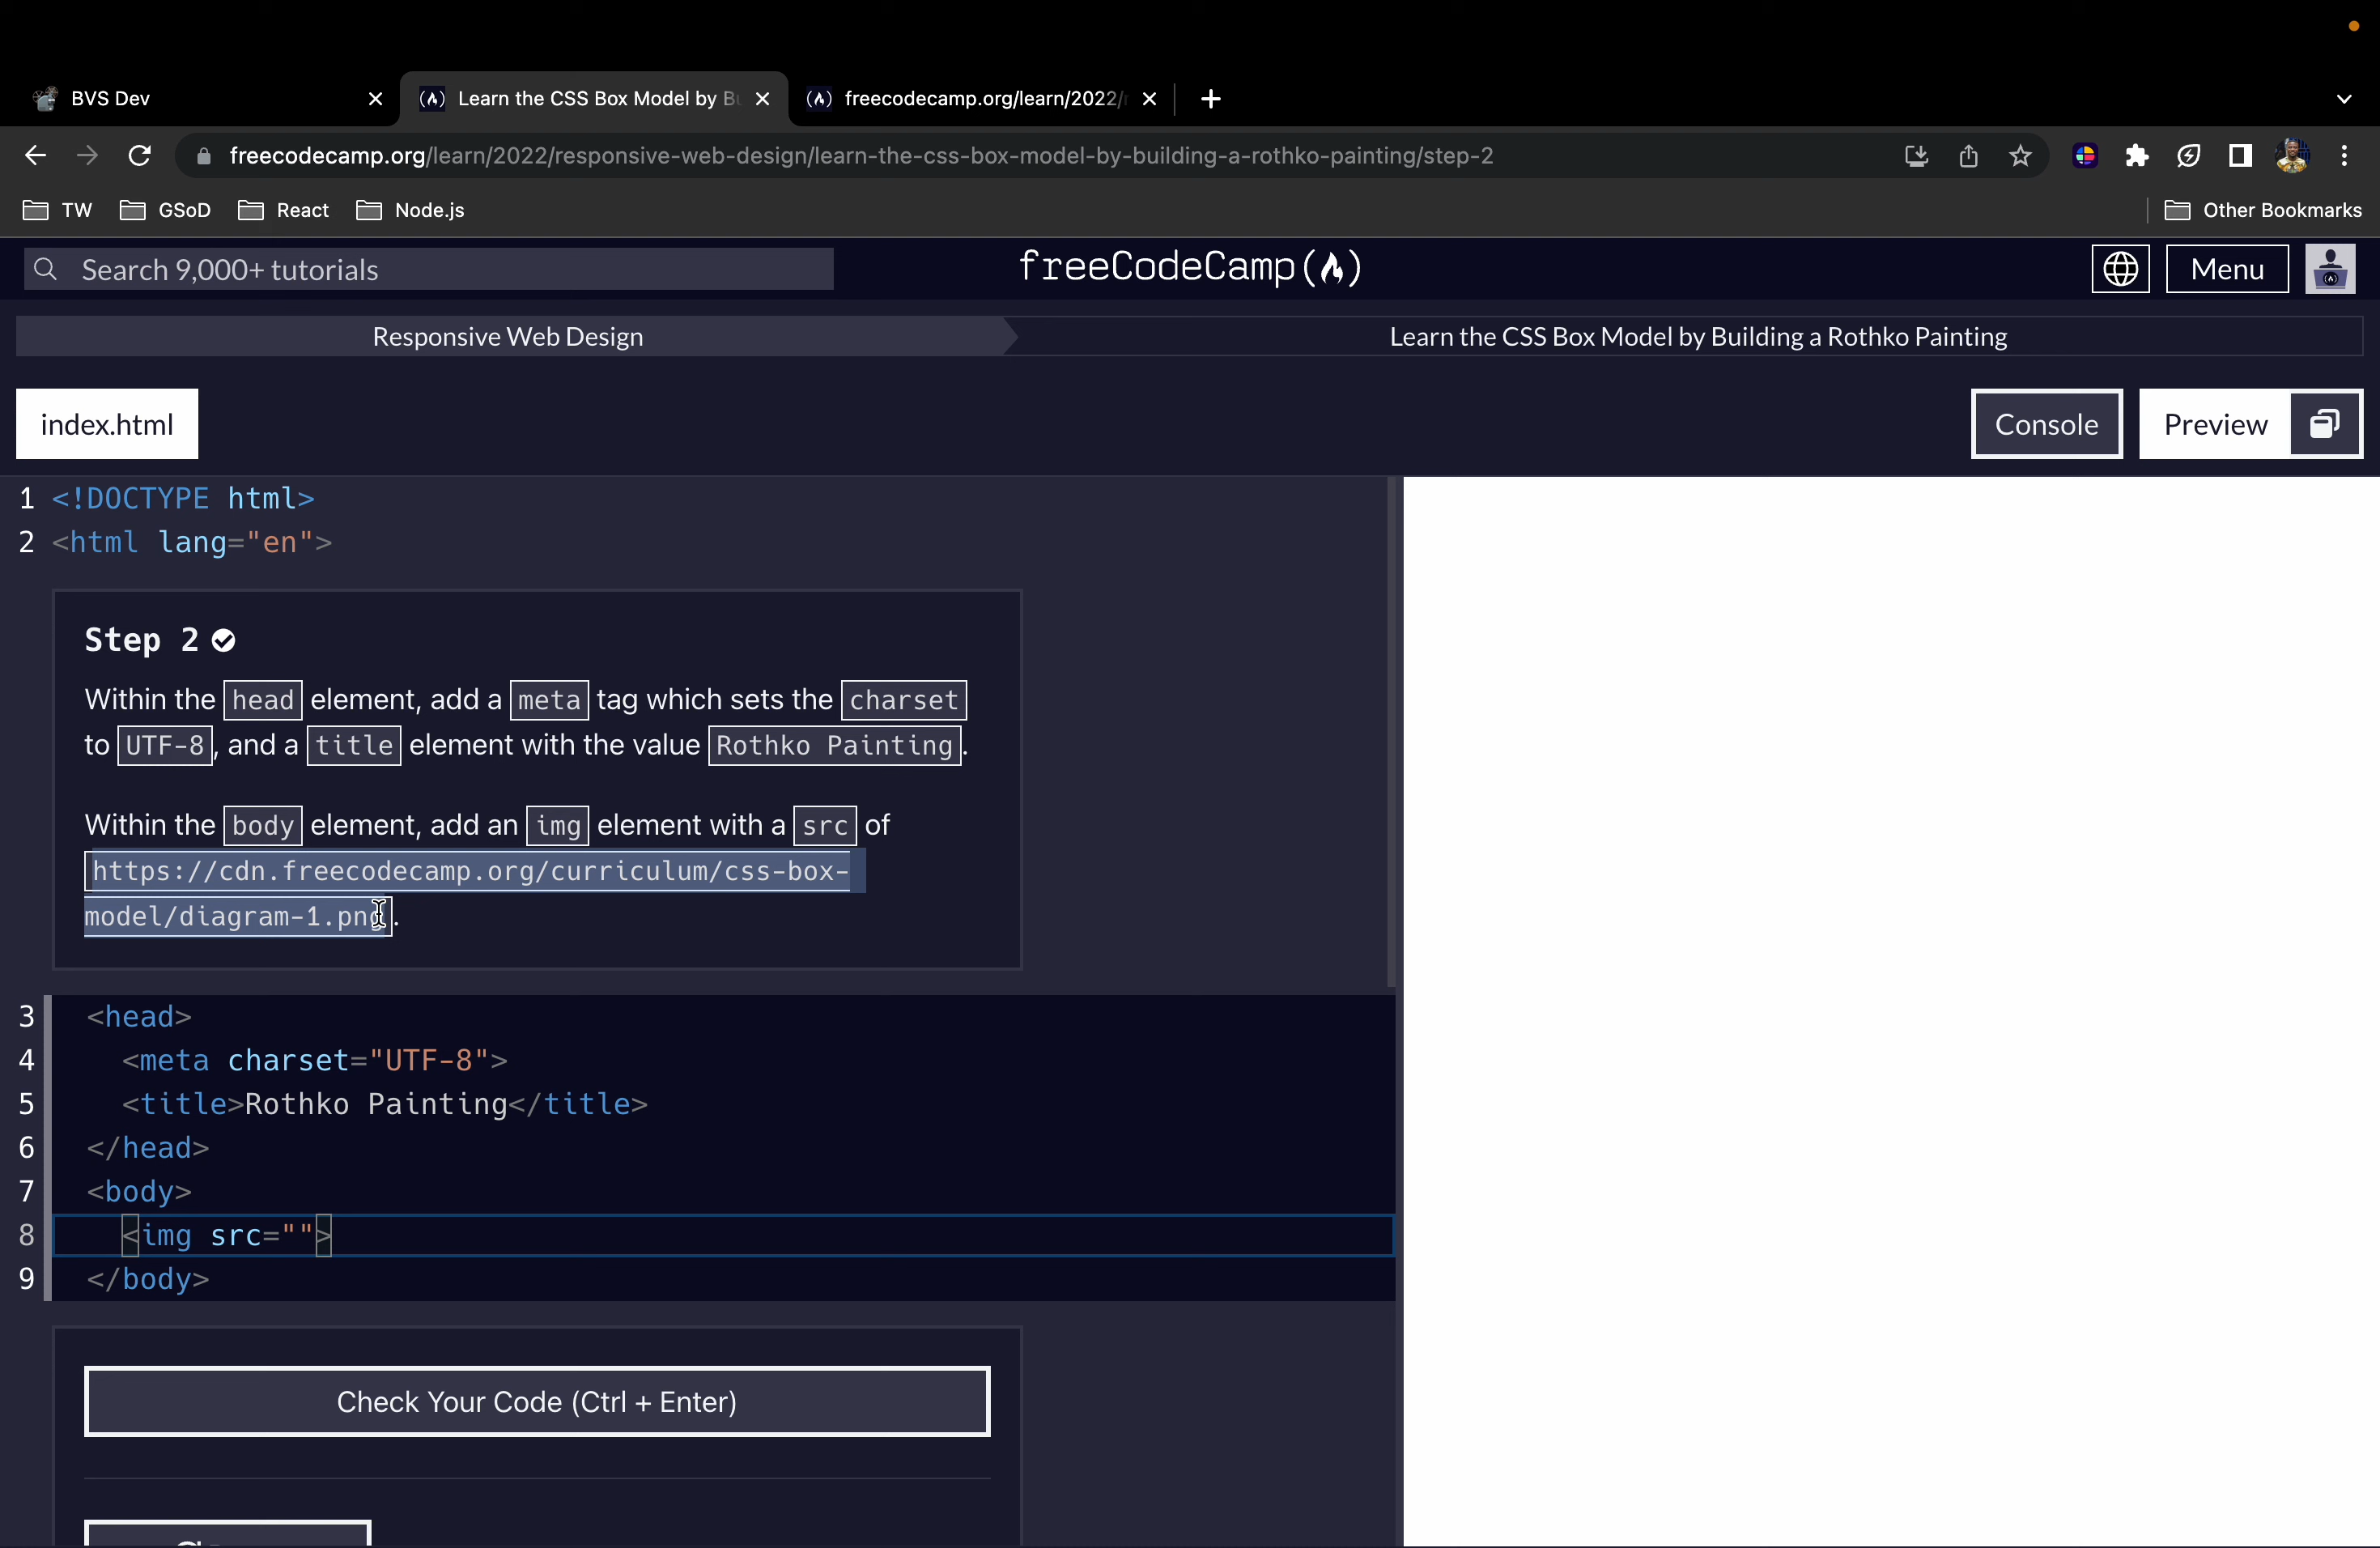 BVS Dev
Learn the CSS Box Model by Bu
freecodecamp.org/learn/2022/
freecodecamp.org/learn/2022/responsive-web-design/learn-the-css-box-model-by-building-a-rothko-painting/step-2
TW GSoD React Node.js Other Bookmarks
Search 9,000+ tutorials
freeCodeCamp
Menu
Responsive Web Design
Learn the CSS Box Model by Building a Rothko Painting
index.html
Console
Preview
1 <!DOCTYPE html>
2 <html lang="en">
Step 2
Within the head element, add a meta tag which sets the charset
to UTF-8, and a title element with the value Rothko Painting.
Within the body element, add an img element with a src of
https://cdn.freecodecamp.org/curriculum/css-box-
model/diagram-1.png.
3 <head>
4 <meta charset="UTF-8">
5 <title>Rothko Painting</title>
6 </head>
7 <body>
8 <img src="">
9 </body>
Check Your Code (Ctrl + Enter)